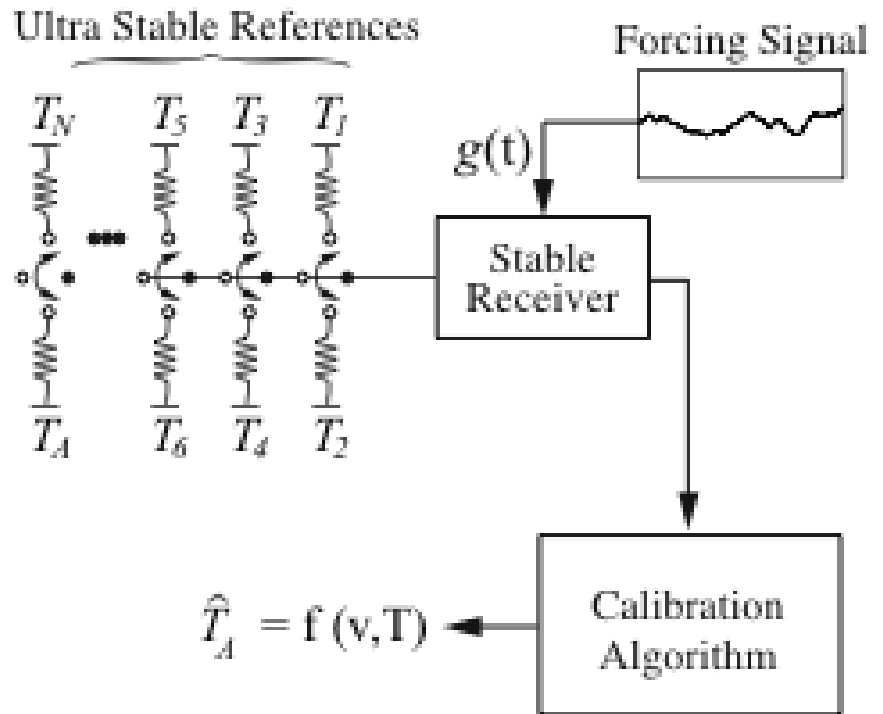 Ultra Stable References
Forcing Signal
T_N T_5 T_3 T_1
g(t)
Stable
Receiver
T_A T_6 T_4 T_2
T̂_A = f (v,T)
Calibration
Algorithm